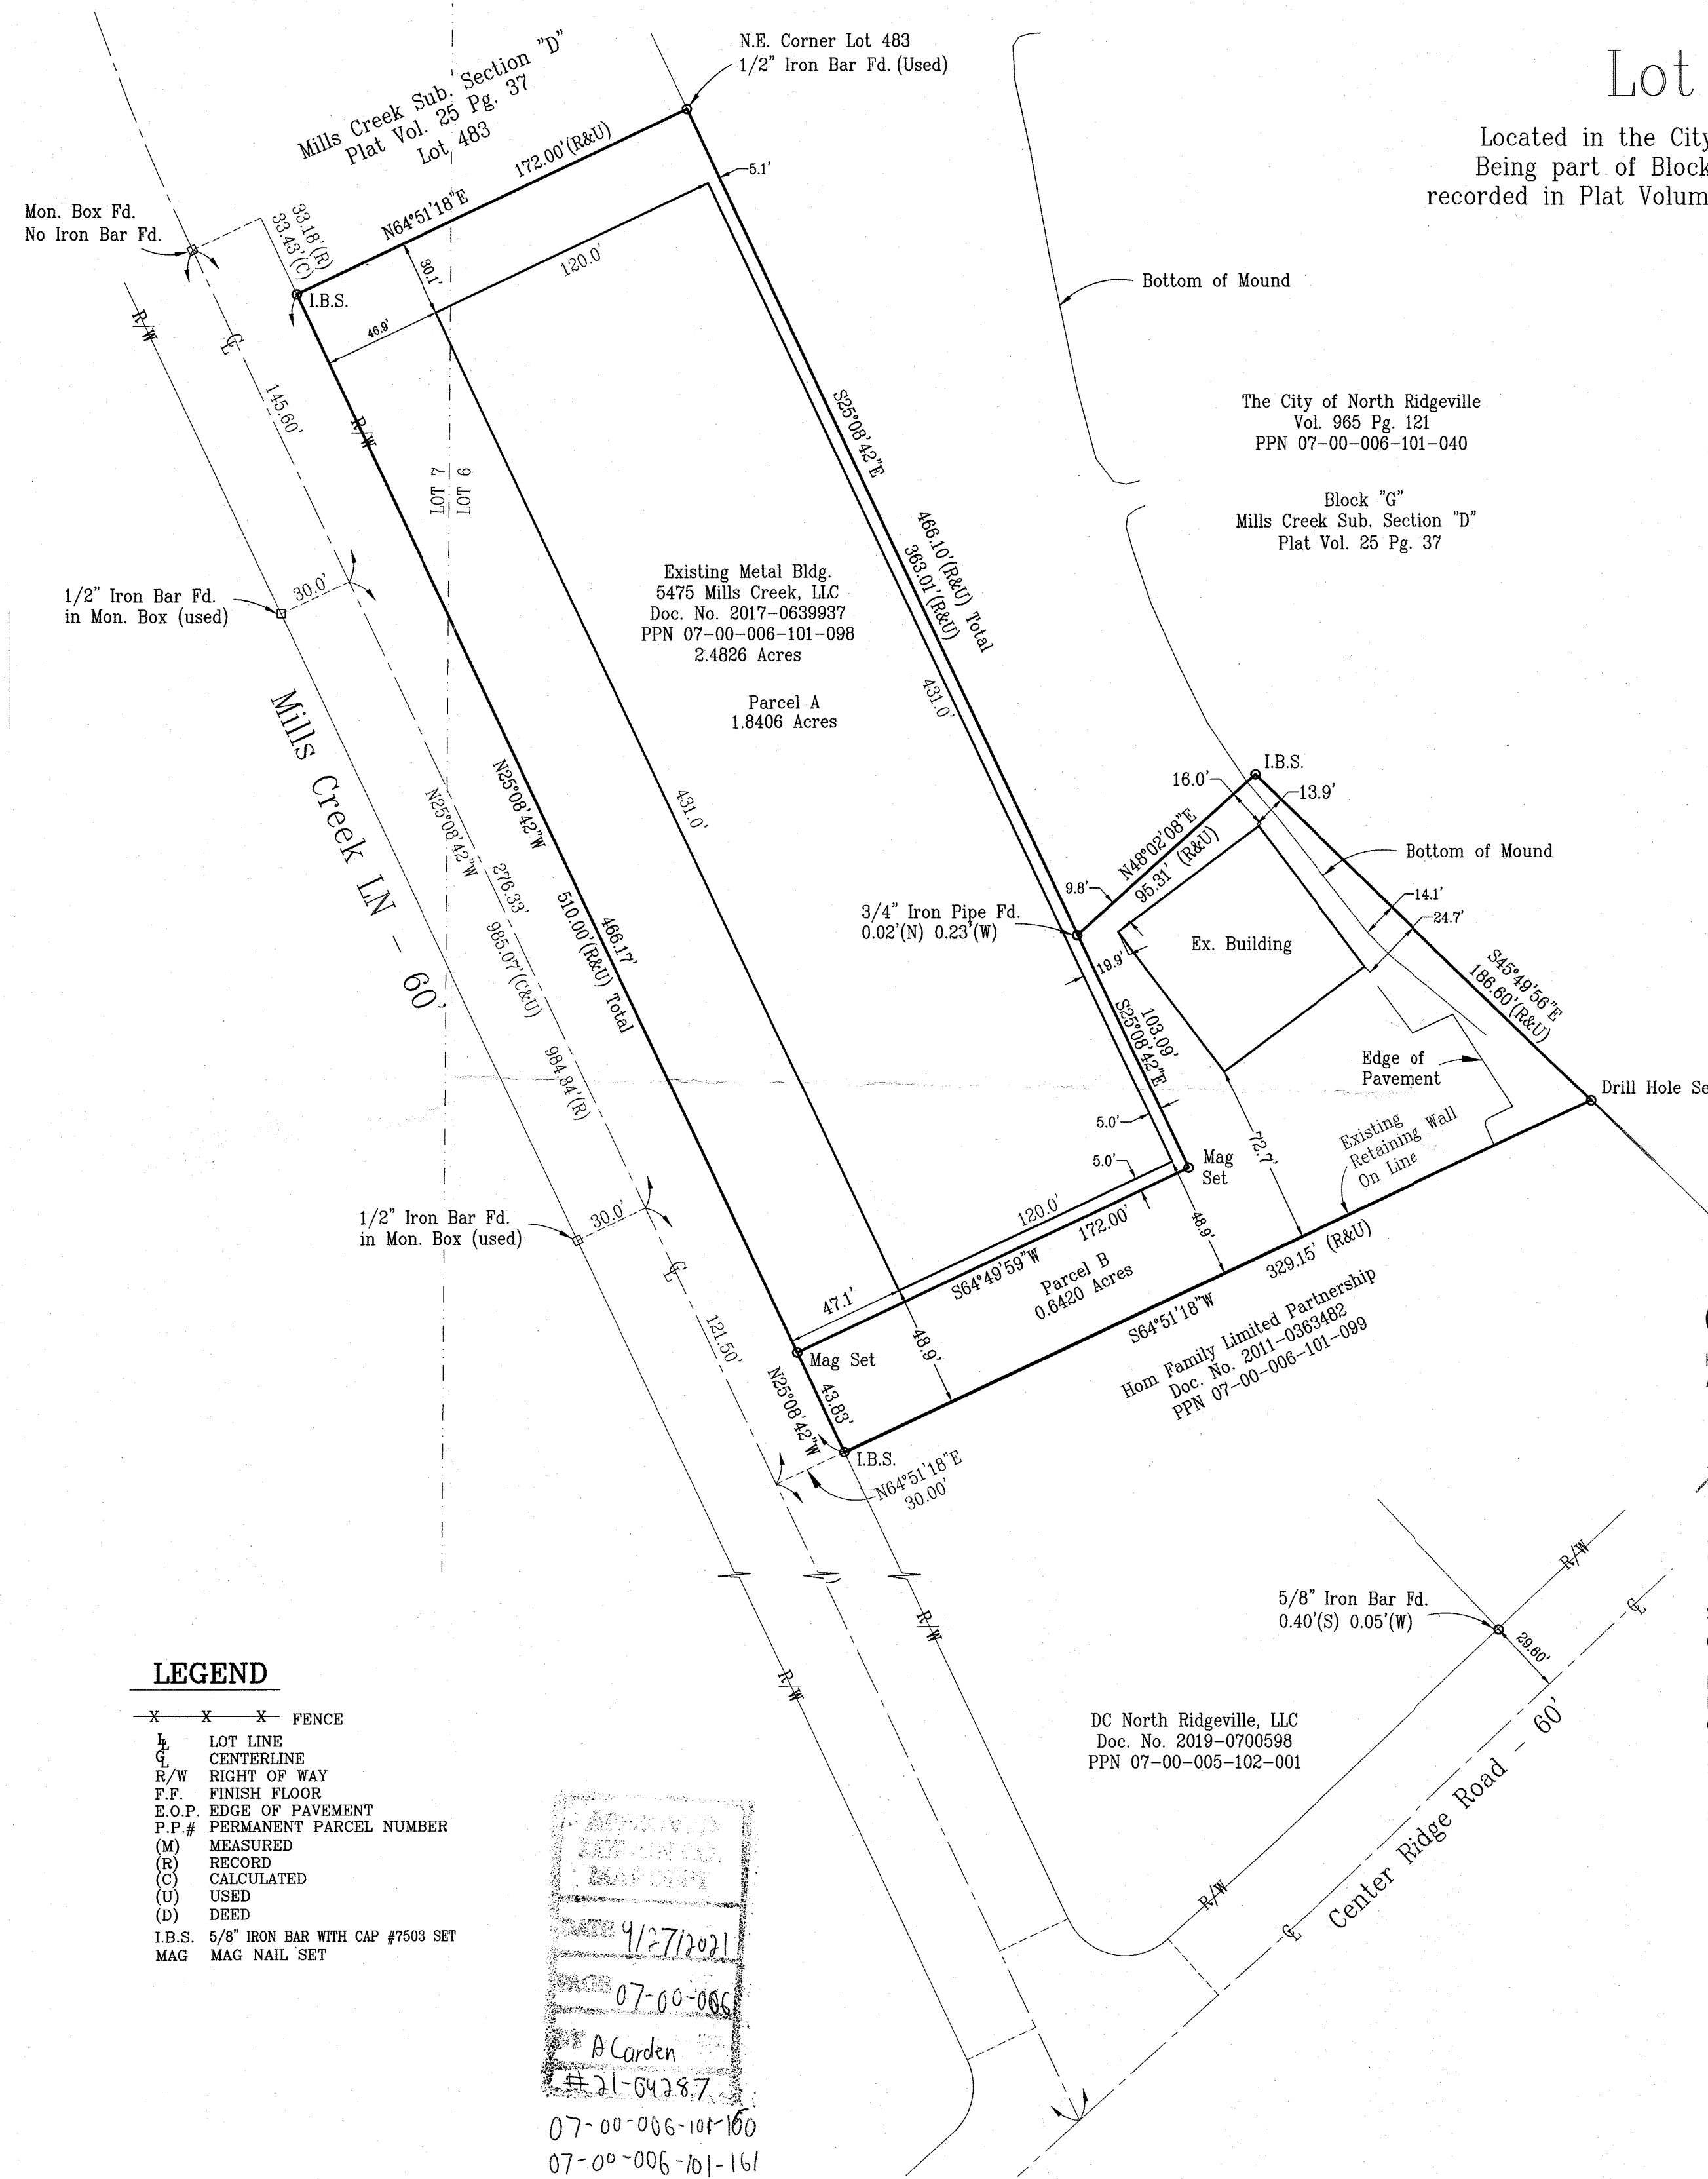 Lot
Located in the City
Being part of Block
recorded in Plat Volum
Mills Creek Sub. Section "D"
Plat Vol. 25 Pg. 37
Lot 483
N.E. Corner Lot 483
1/2" Iron Bar Fd. (Used)
172.00'(R&U)
N64°51'18"E
5.1'
Mon. Box Fd.
No Iron Bar Fd.
33.18'(R)
33.43'(C)
I.B.S.
30.1'
120.0'
46.9'
R/W
CL
145.60'
R/W
LOT 7
LOT 6
Bottom of Mound
The City of North Ridgeville
Vol. 965 Pg. 121
PPN 07-00-006-101-040
Block "G"
Mills Creek Sub. Section "D"
Plat Vol. 25 Pg. 37
S25°08'42"E
466.10'(R&U) Total
363.01'(R&U)
431.0'
Existing Metal Bldg.
5475 Mills Creek, LLC
Doc. No. 2017-0639937
PPN 07-00-006-101-098
2.4826 Acres
Parcel A
1.8406 Acres
1/2" Iron Bar Fd.
in Mon. Box (used)
30.0'
Mills Creek LN - 60'
N25°08'42"W
276.33'
985.07'(C&U)
984.84'(R)
N25°08'42"W
466.17'
510.00'(R&U) Total
431.0'
I.B.S.
16.0'
13.9'
N48°02'08"E
95.31' (R&U)
Bottom of Mound
9.8'
14.1'
24.7'
3/4" Iron Pipe Fd.
0.02'(N) 0.23'(W)
Ex. Building
19.9'
S45°49'56"E
186.60'(R&U)
103.09'
S25°08'42"E
Edge of
Pavement
Drill Hole Se
5.0'
5.0'
Mag
Set
72.7'
Existing
Retaining Wall
On Line
1/2" Iron Bar Fd.
in Mon. Box (used)
30.0'
CL
120.0'
172.00'
48.9'
S64°49'59"W
Parcel B
0.6420 Acres
329.15' (R&U)
S64°51'18"W
47.1'
48.9'
Hom Family Limited Partnership
Doc. No. 2011-0363482
PPN 07-00-006-101-099
121.50'
Mag Set
N25°08'42"W
43.83'
I.B.S.
N64°51'18"E
30.00'
R/W
R/W
5/8" Iron Bar Fd.
0.40'(S) 0.05'(W)
R/W
CL
29.60'
DC North Ridgeville, LLC
Doc. No. 2019-0700598
PPN 07-00-005-102-001
R/W
CL
Center Ridge Road - 60'
LEGEND
X X X FENCE
LL LOT LINE
CL CENTERLINE
R/W RIGHT OF WAY
F.F. FINISH FLOOR
E.O.P. EDGE OF PAVEMENT
P.P.# PERMANENT PARCEL NUMBER
(M) MEASURED
(R) RECORD
(C) CALCULATED
(U) USED
(D) DEED
I.B.S. 5/8" IRON BAR WITH CAP #7503 SET
MAG MAG NAIL SET
APPROVED
LORAIN CO.
MAP DEPT
DATE 9/27/2021
PAGE 07-00-006
BY A Carden
#21-04287
07-00-006-101-160
07-00-006-101-161